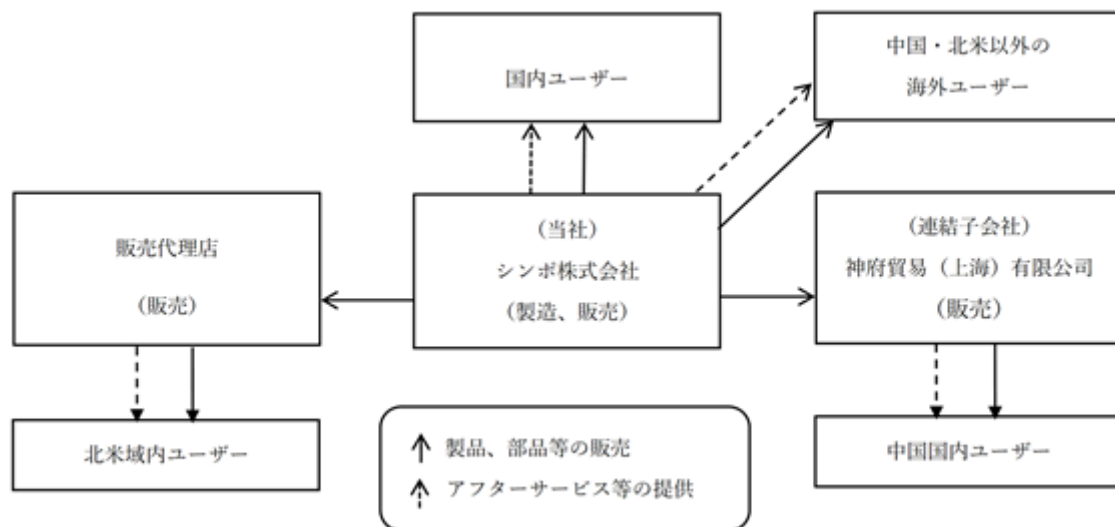 国内ユーザー
中国・北米以外の
海外ユーザー
販売代理店
（販売）
（当社）
シンポ株式会社
（製造、販売）
（連結子会社）
神府貿易（上海）有限公司
（販売）
北米域内ユーザー
製品、部品等の販売
アフターサービス等の提供
中国国内ユーザー